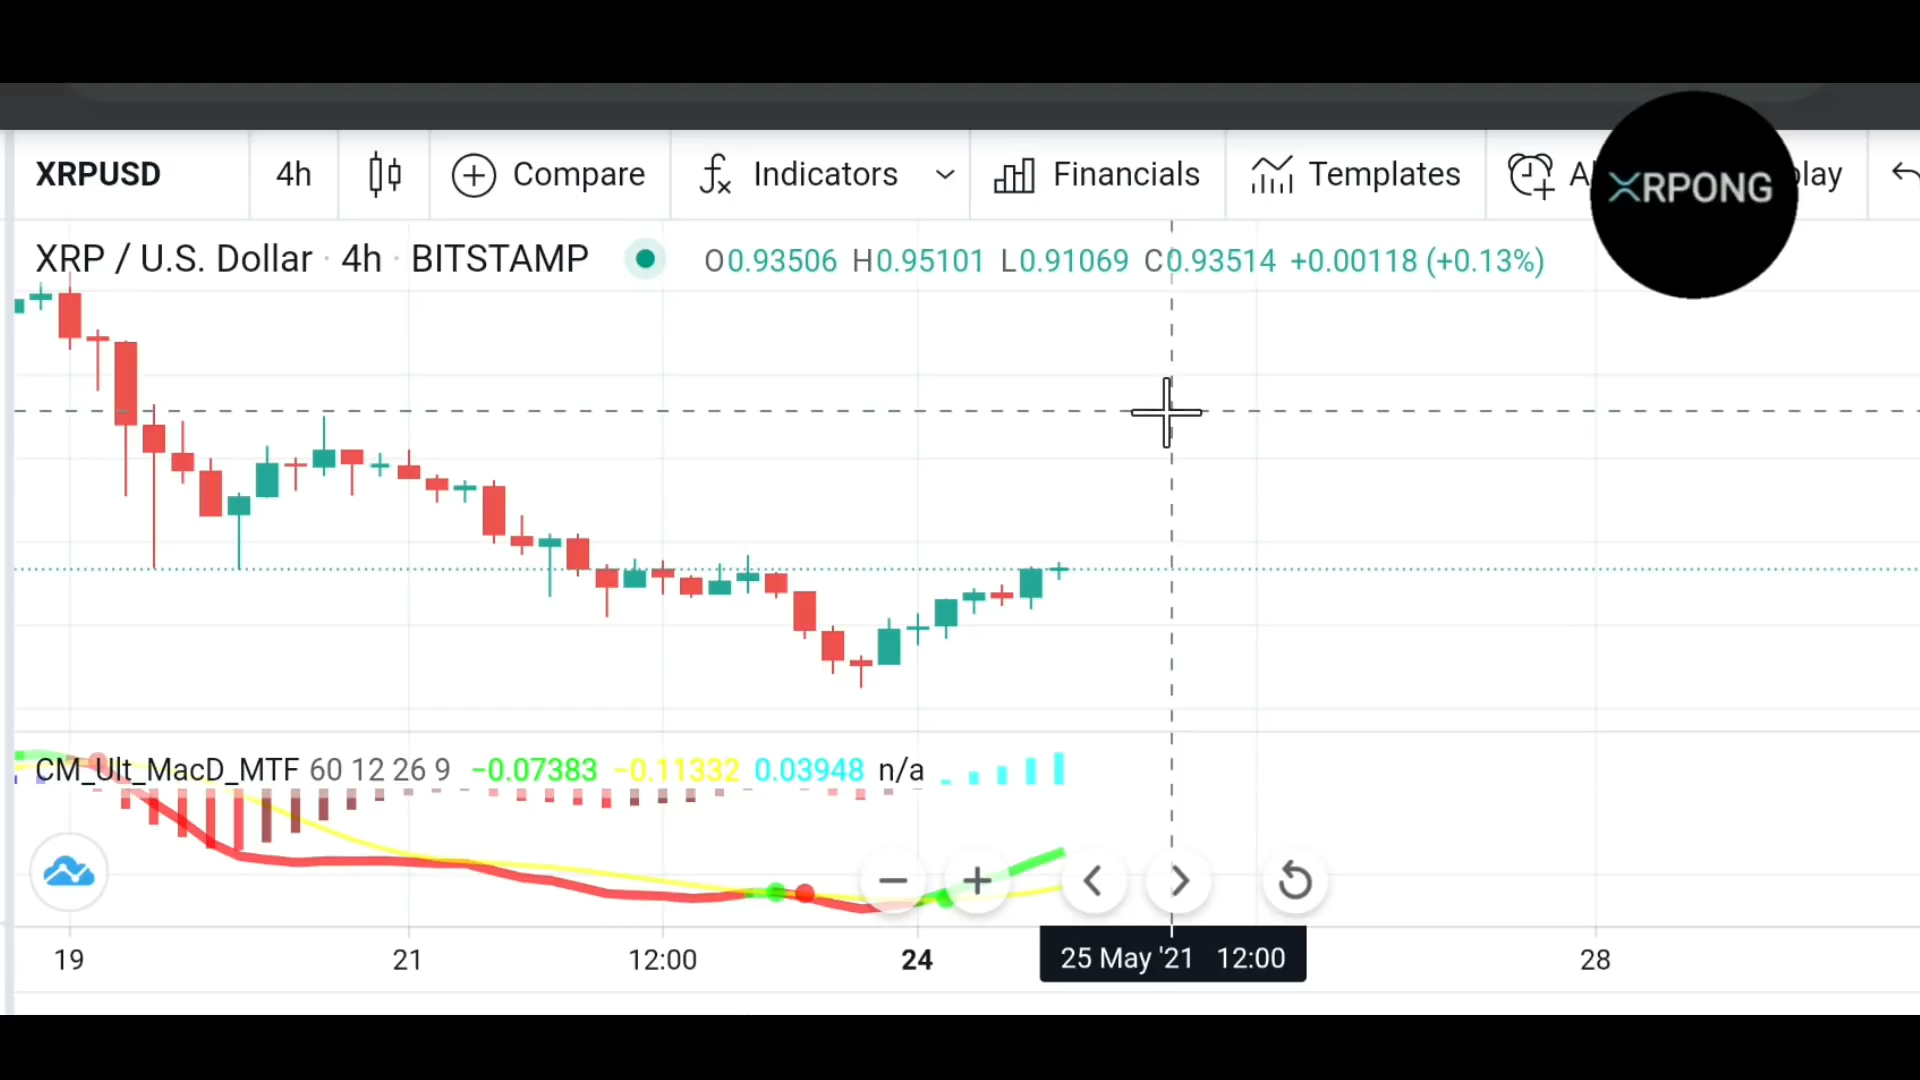 XRPUSD 4h Compare Indicators Financials Templates
XRPONG
XRP / U.S. Dollar · 4h · BITSTAMP O0.93506 H0.95101 L0.91069 C0.93514 +0.00118 (+0.13%)
CM_Ult_MacD_MTF 60 12 26 9 −0.07383 −0.11332 0.03948 n/a
19 21 12:00 24 25 May '21 12:00 28